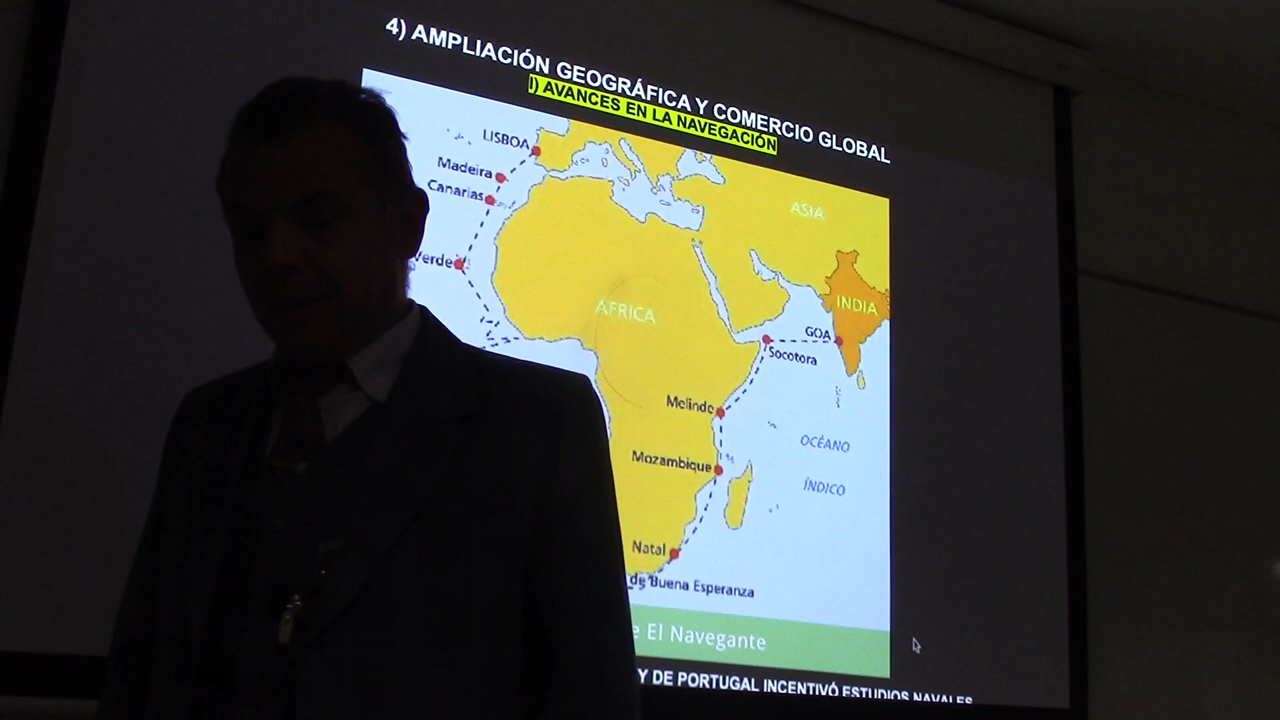 4) AMPLIACIÓN GEOGRÁFICA Y COMERCIO GLOBAL
I) AVANCES EN LA NAVEGACIÓN
LISBOA
Madeira
Canarias
Verde
ASIA
AFRICA
INDIA
GOA
Socotora
Melinde
Mozambique
OCÉANO
ÍNDICO
Natal
de Buena Esperanza
El Navegante
Y DE PORTUGAL INCENTIVÓ ESTUDIOS NAVALES